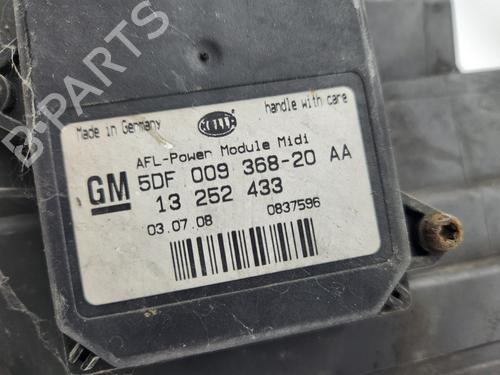 B-PARTS
Made in Germany
HELLA
handle with care
AFL-Power Module Midi
GM
5DF 009 368-20 AA
13 252 433
03.07.08
0837596